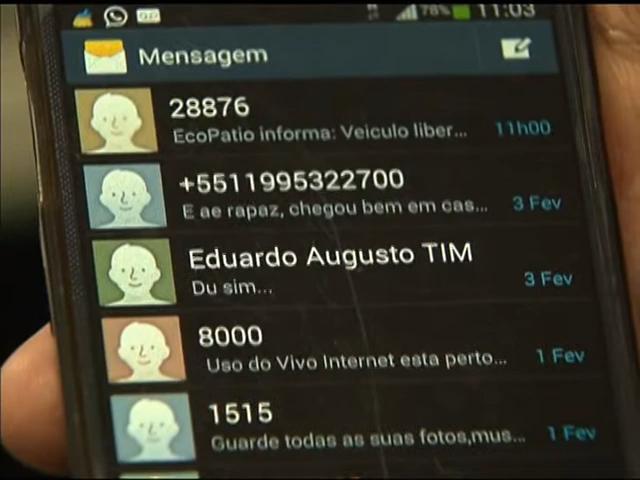 78% 11:03
Mensagem
28876
EcoPatio informa: Veiculo liber... 11h00
+5511995322700
E ae rapaz, chegou bem em cas... 3 Fev
Eduardo Augusto TIM
Du sim... 3 Fev
8000
Uso do Vivo Internet esta perto... 1 Fev
1515
Guarde todas as suas fotos,mus... 1 Fev